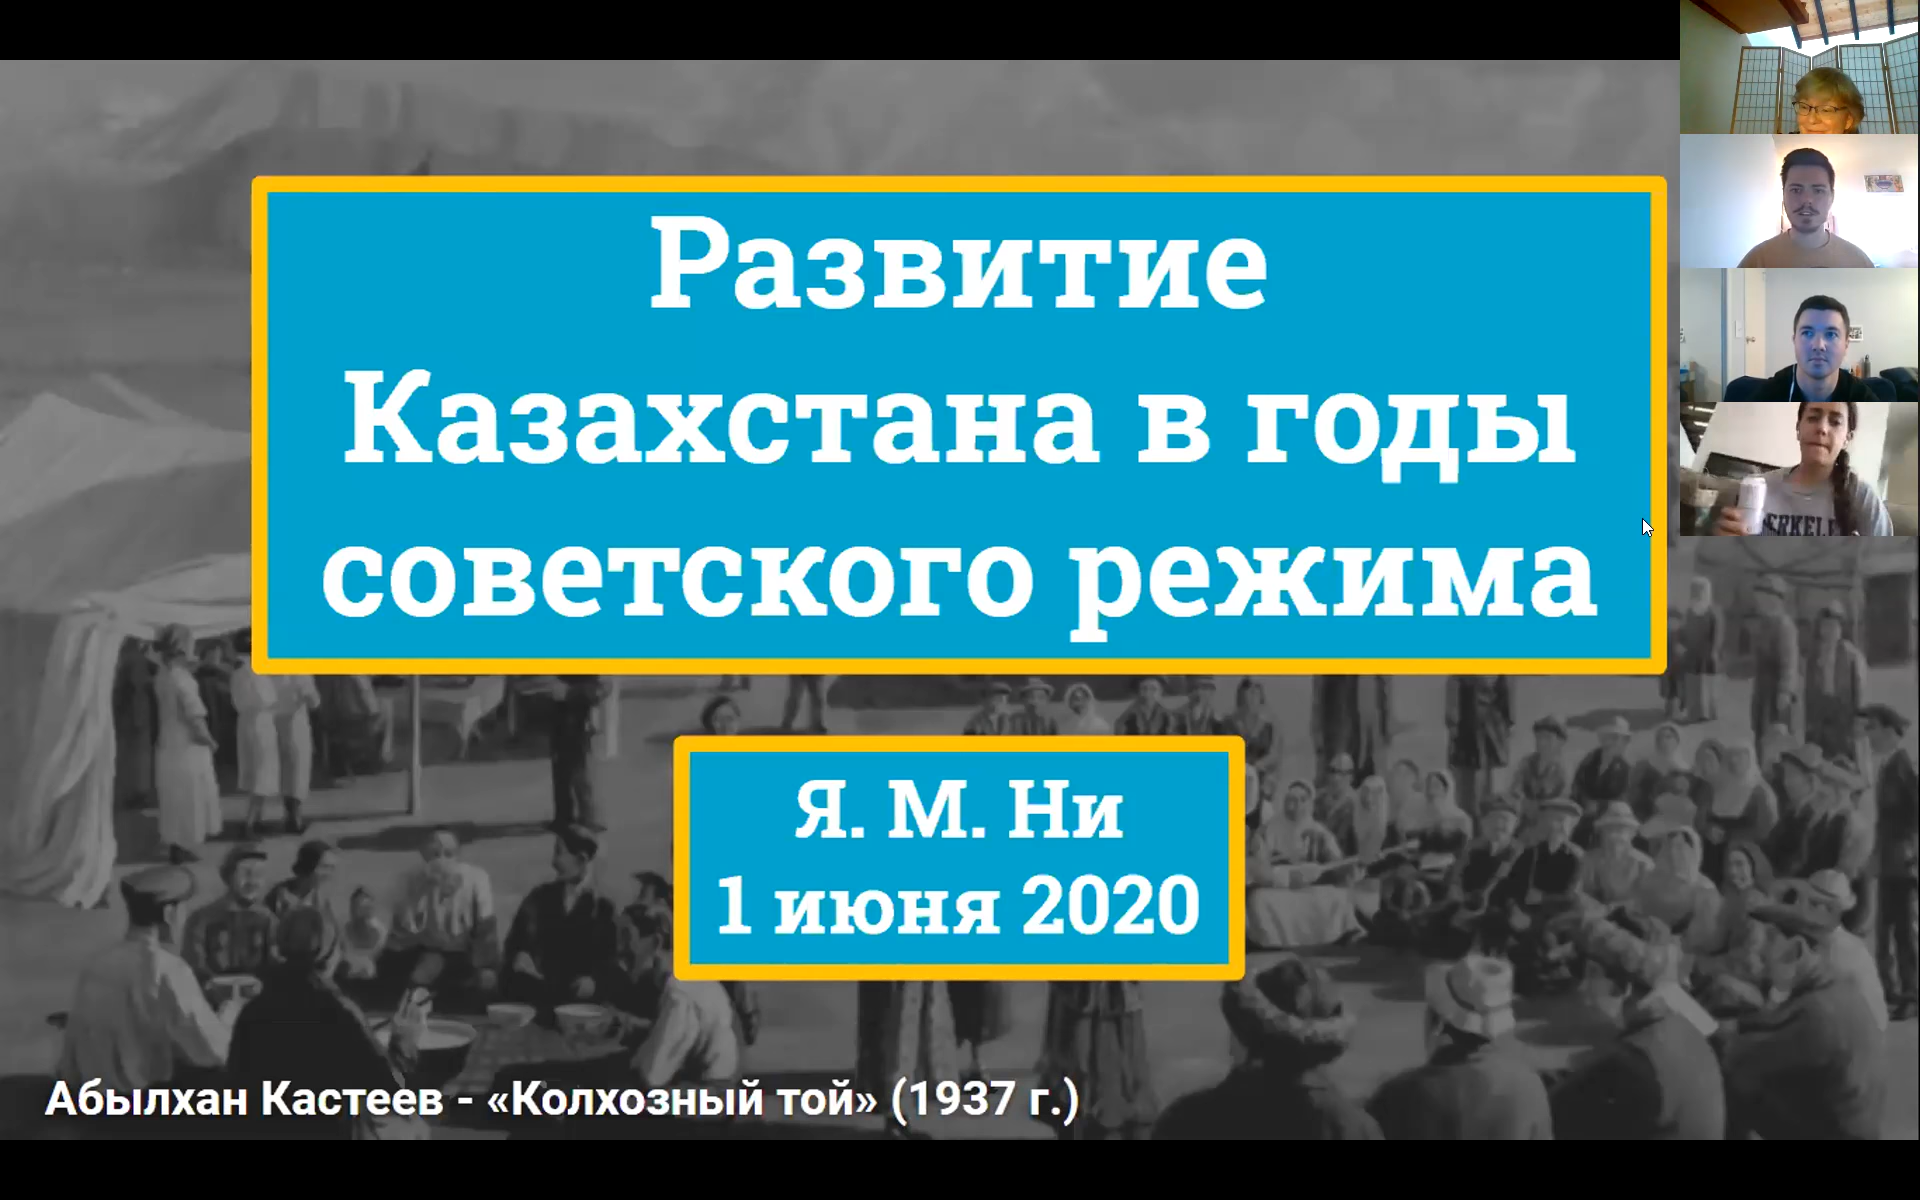 Развитие
Казахстана в годы
советского режима
Я. М. Ни
1 июня 2020
Абылхан Кастеев - «Колхозный той» (1937 г.)